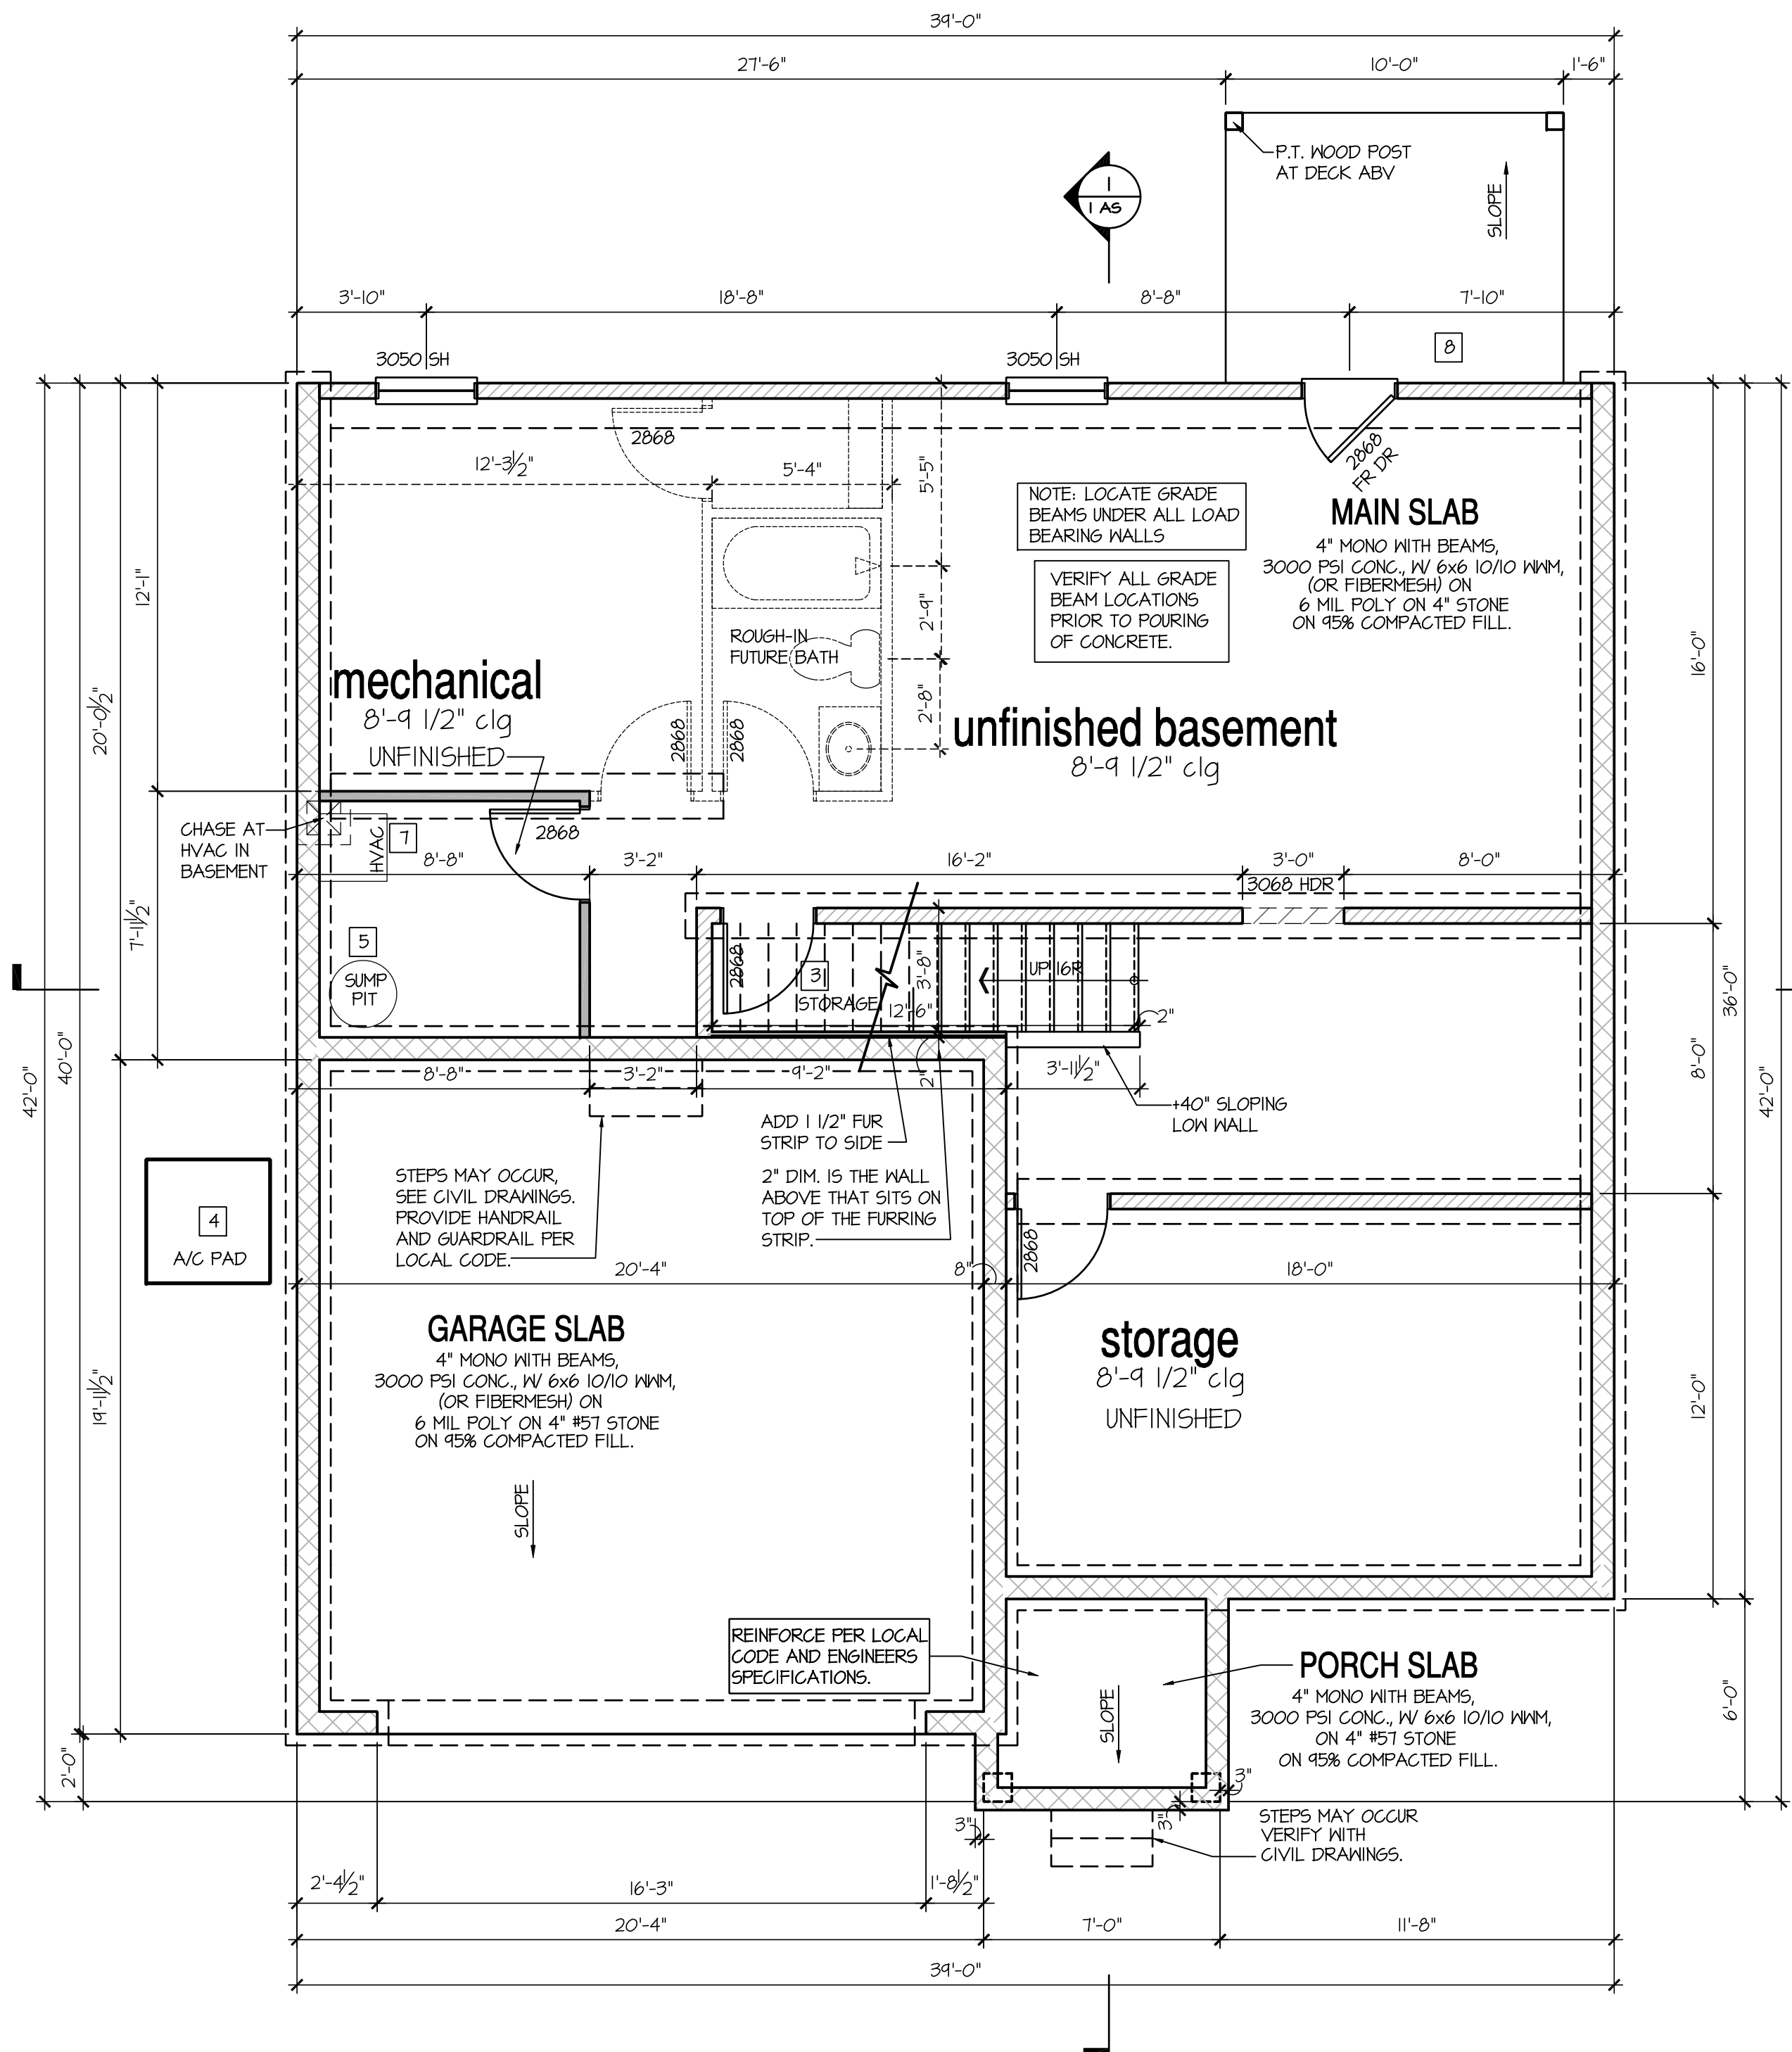 39'-0"
27'-6"
10'-0"
1'-6"
P.T. WOOD POST
AT DECK ABV
SLOPE
1
1 AS
3'-10"
18'-8"
8'-8"
7'-10"
8
3050 SH
3050 SH
2868
12'-3 1/2"
5'-4"
5'-5"
2868
FR DR
NOTE: LOCATE GRADE
BEAMS UNDER ALL LOAD
BEARING WALLS
MAIN SLAB
4" MONO WITH BEAMS,
3000 PSI CONC., W/ 6x6 10/10 WWM,
(OR FIBERMESH) ON
6 MIL POLY ON 4" STONE
ON 95% COMPACTED FILL.
VERIFY ALL GRADE
BEAM LOCATIONS
PRIOR TO POURING
OF CONCRETE.
12'-1"
2'-9"
ROUGH-IN
FUTURE BATH
16'-0"
mechanical
8'-9 1/2" clg
UNFINISHED
20'-0 1/2"
2868
2868
2'-8"
unfinished basement
8'-9 1/2" clg
CHASE AT
HVAC IN
BASEMENT
HVAC
7
2868
8'-8"
3'-2"
16'-2"
3'-0"
8'-0"
3068 HDR
7'-11 1/2"
5
SUMP
PIT
2868
3
STORAGE
3'-8"
12'-6"
UP 16R
2"
36'-0"
42'-0"
40'-0"
8'-8"
3'-2"
9'-2"
2"
3'-11 1/2"
8'-0"
42'-0"
+40" SLOPING
LOW WALL
ADD 1 1/2" FUR
STRIP TO SIDE
STEPS MAY OCCUR,
SEE CIVIL DRAWINGS.
PROVIDE HANDRAIL
AND GUARDRAIL PER
LOCAL CODE.
2" DIM. IS THE WALL
ABOVE THAT SITS ON
TOP OF THE FURRING
STRIP.
4
A/C PAD
2868
20'-4"
8"
18'-0"
GARAGE SLAB
4" MONO WITH BEAMS,
3000 PSI CONC., W/ 6x6 10/10 WWM,
(OR FIBERMESH) ON
6 MIL POLY ON 4" #57 STONE
ON 95% COMPACTED FILL.
storage
8'-9 1/2" clg
UNFINISHED
19'-11 1/2"
12'-0"
SLOPE
REINFORCE PER LOCAL
CODE AND ENGINEERS
SPECIFICATIONS.
PORCH SLAB
4" MONO WITH BEAMS,
3000 PSI CONC., W/ 6x6 10/10 WWM,
ON 4" #57 STONE
ON 95% COMPACTED FILL.
SLOPE
6'-0"
2'-0"
3"
3"
3"
STEPS MAY OCCUR
VERIFY WITH
CIVIL DRAWINGS.
2'-4 1/2"
16'-3"
1'-8 1/2"
20'-4"
7'-0"
11'-8"
39'-0"